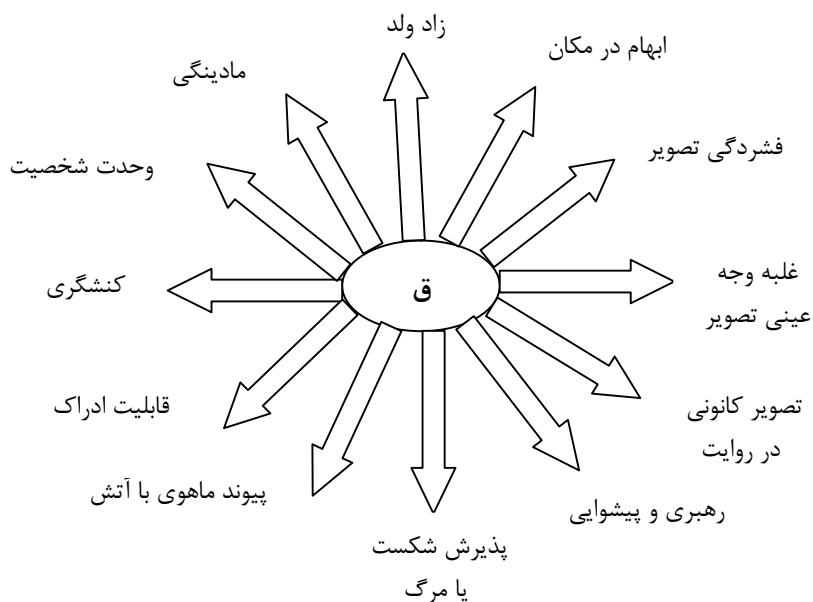 زاد ولد
ابهام در مکان
فشردگی تصویر
غلبه وجه
عینی تصویر
تصویر کانونی
در روایت
رهبری و پیشوایی
پذیرش شکست
یا مرگ
پیوند ماهوی با آتش
قابلیت ادراک
کنشگری
وحدت شخصیت
مادینگی
ق